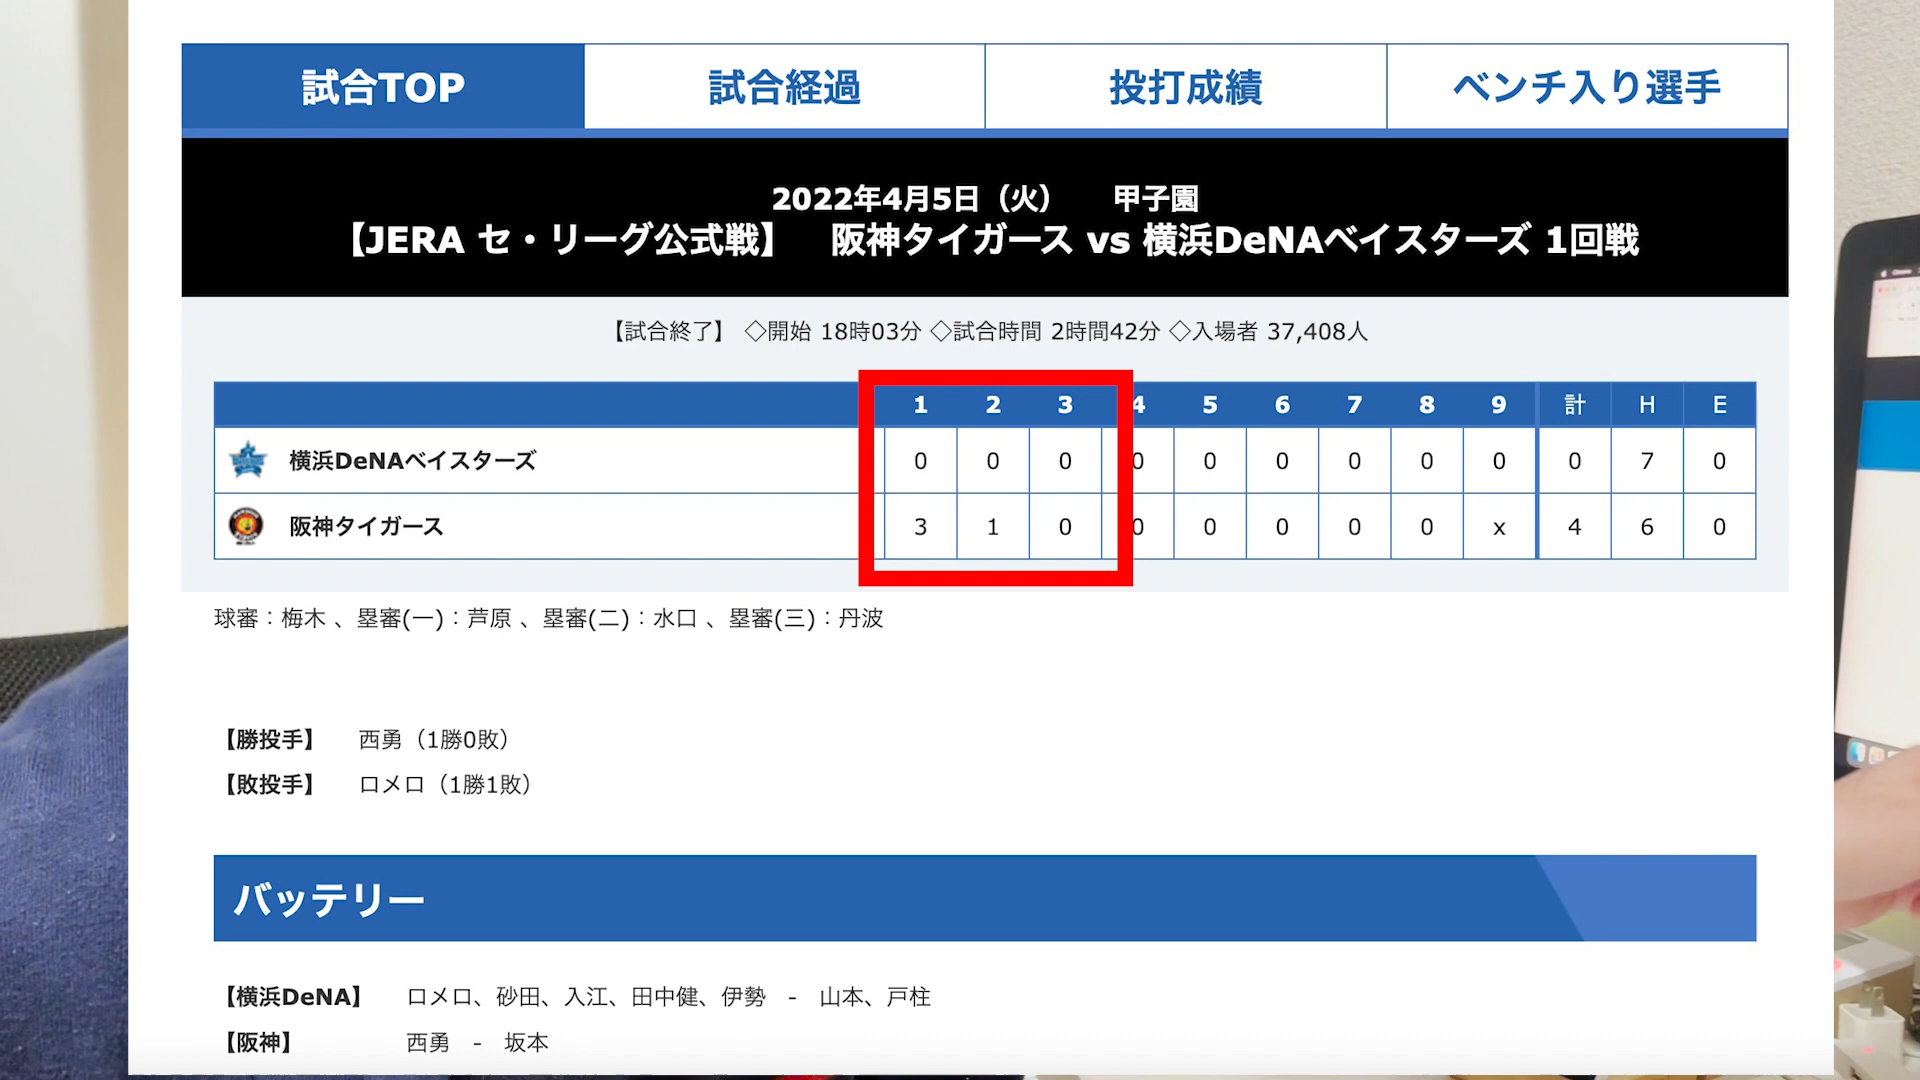 試合TOP 試合経過 投打成績 ベンチ入り選手
2022年4月5日（火） 甲子園
【JERA セ・リーグ公式戦】 阪神タイガース vs 横浜DeNAベイスターズ 1回戦
【試合終了】 ◇開始 18時03分 ◇試合時間 2時間42分 ◇入場者 37,408人
1 2 3 4 5 6 7 8 9 計 H E
横浜DeNAベイスターズ 0 0 0 0 0 0 0 0 0 0 7 0
阪神タイガース 3 1 0 0 0 0 0 0 x 4 6 0
球審：梅木 、塁審(一)：芦原 、塁審(二)：水口 、塁審(三)：丹波
【勝投手】 西勇（1勝0敗）
【敗投手】 ロメロ（1勝1敗）
バッテリー
【横浜DeNA】 ロメロ、砂田、入江、田中健、伊勢 - 山本、戸柱
【阪神】 西勇 - 坂本